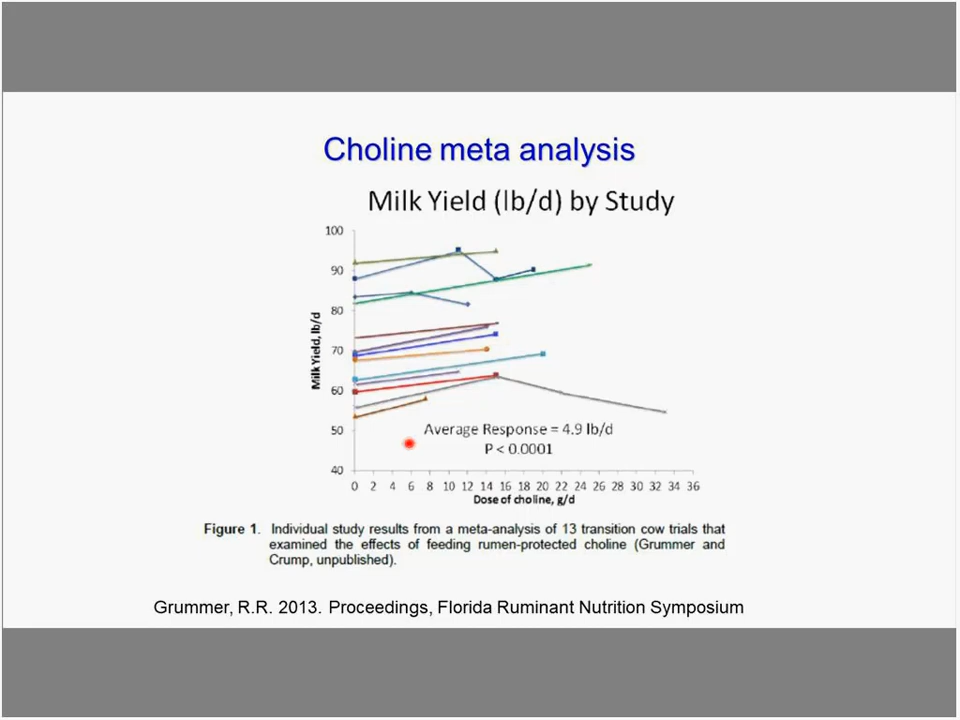 Choline meta analysis
Milk Yield (lb/d) by Study
100
90
80
70
60
50
40
Milk Yield, lb/d
Average Response = 4.9 lb/d
P < 0.0001
0 2 4 6 8 10 12 14 16 18 20 22 24 26 28 30 32 34 36
Dose of choline, g/d
Figure 1. Individual study results from a meta-analysis of 13 transition cow trials that
examined the effects of feeding rumen-protected choline (Grummer and
Crump, unpublished).
Grummer, R.R. 2013. Proceedings, Florida Ruminant Nutrition Symposium